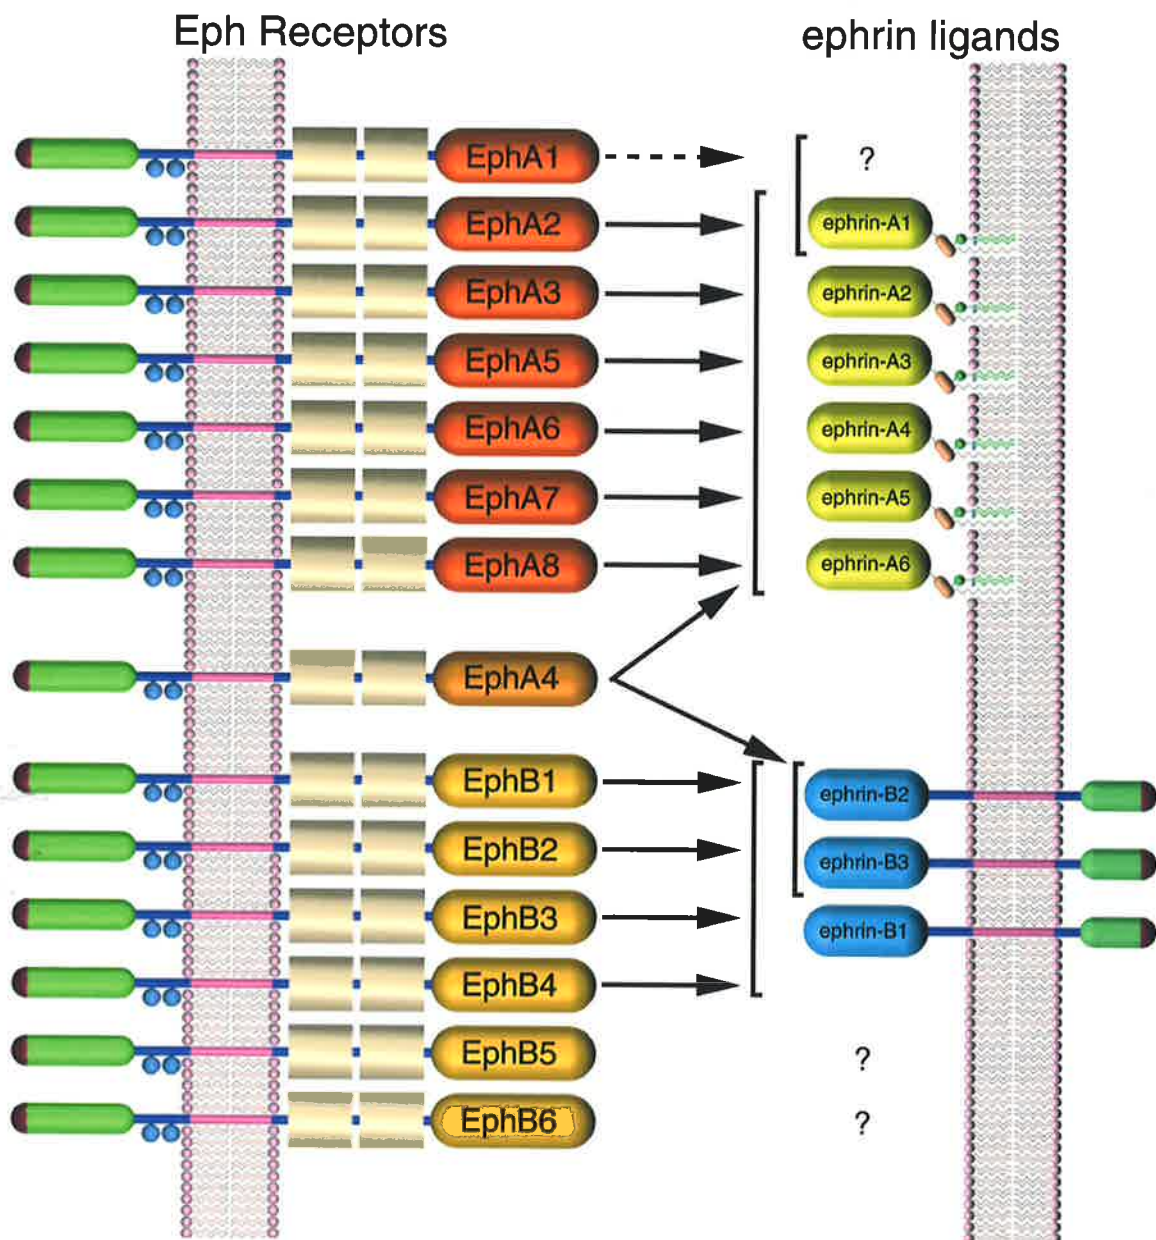 Eph Receptors
ephrin ligands
EphA1
?
EphA2
ephrin-A1
EphA3
ephrin-A2
EphA5
ephrin-A3
EphA6
ephrin-A4
EphA7
ephrin-A5
EphA8
ephrin-A6
EphA4
EphB1
ephrin-B2
EphB2
ephrin-B3
EphB3
ephrin-B1
EphB4
EphB5
?
EphB6
?